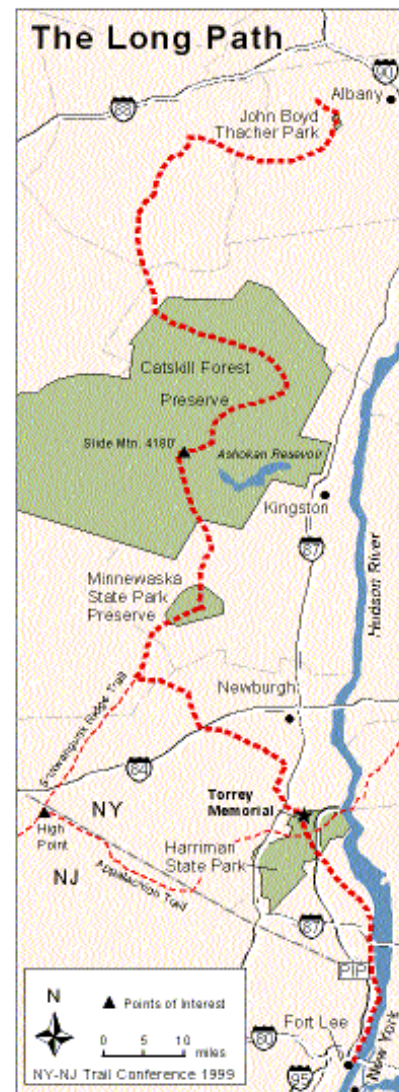 The Long Path
90
Albany
88
John Boyd
Thacher Park
Catskill Forest
Preserve
Slide Mtn. 4180'
Ashokan Resevoir
Kingston
87
Hudson River
Minnewaska
State Park
Preserve
Shawangunk Ridge Trail
Newburgh
84
Torrey
Memorial
NY
High
Point
Harriman
State Park
NJ
Appalachian Trail
87
PIP
N
Points of Interest
0 5 10
miles
80
Fort Lee
New York
95
NY-NJ Trail Conference 1999